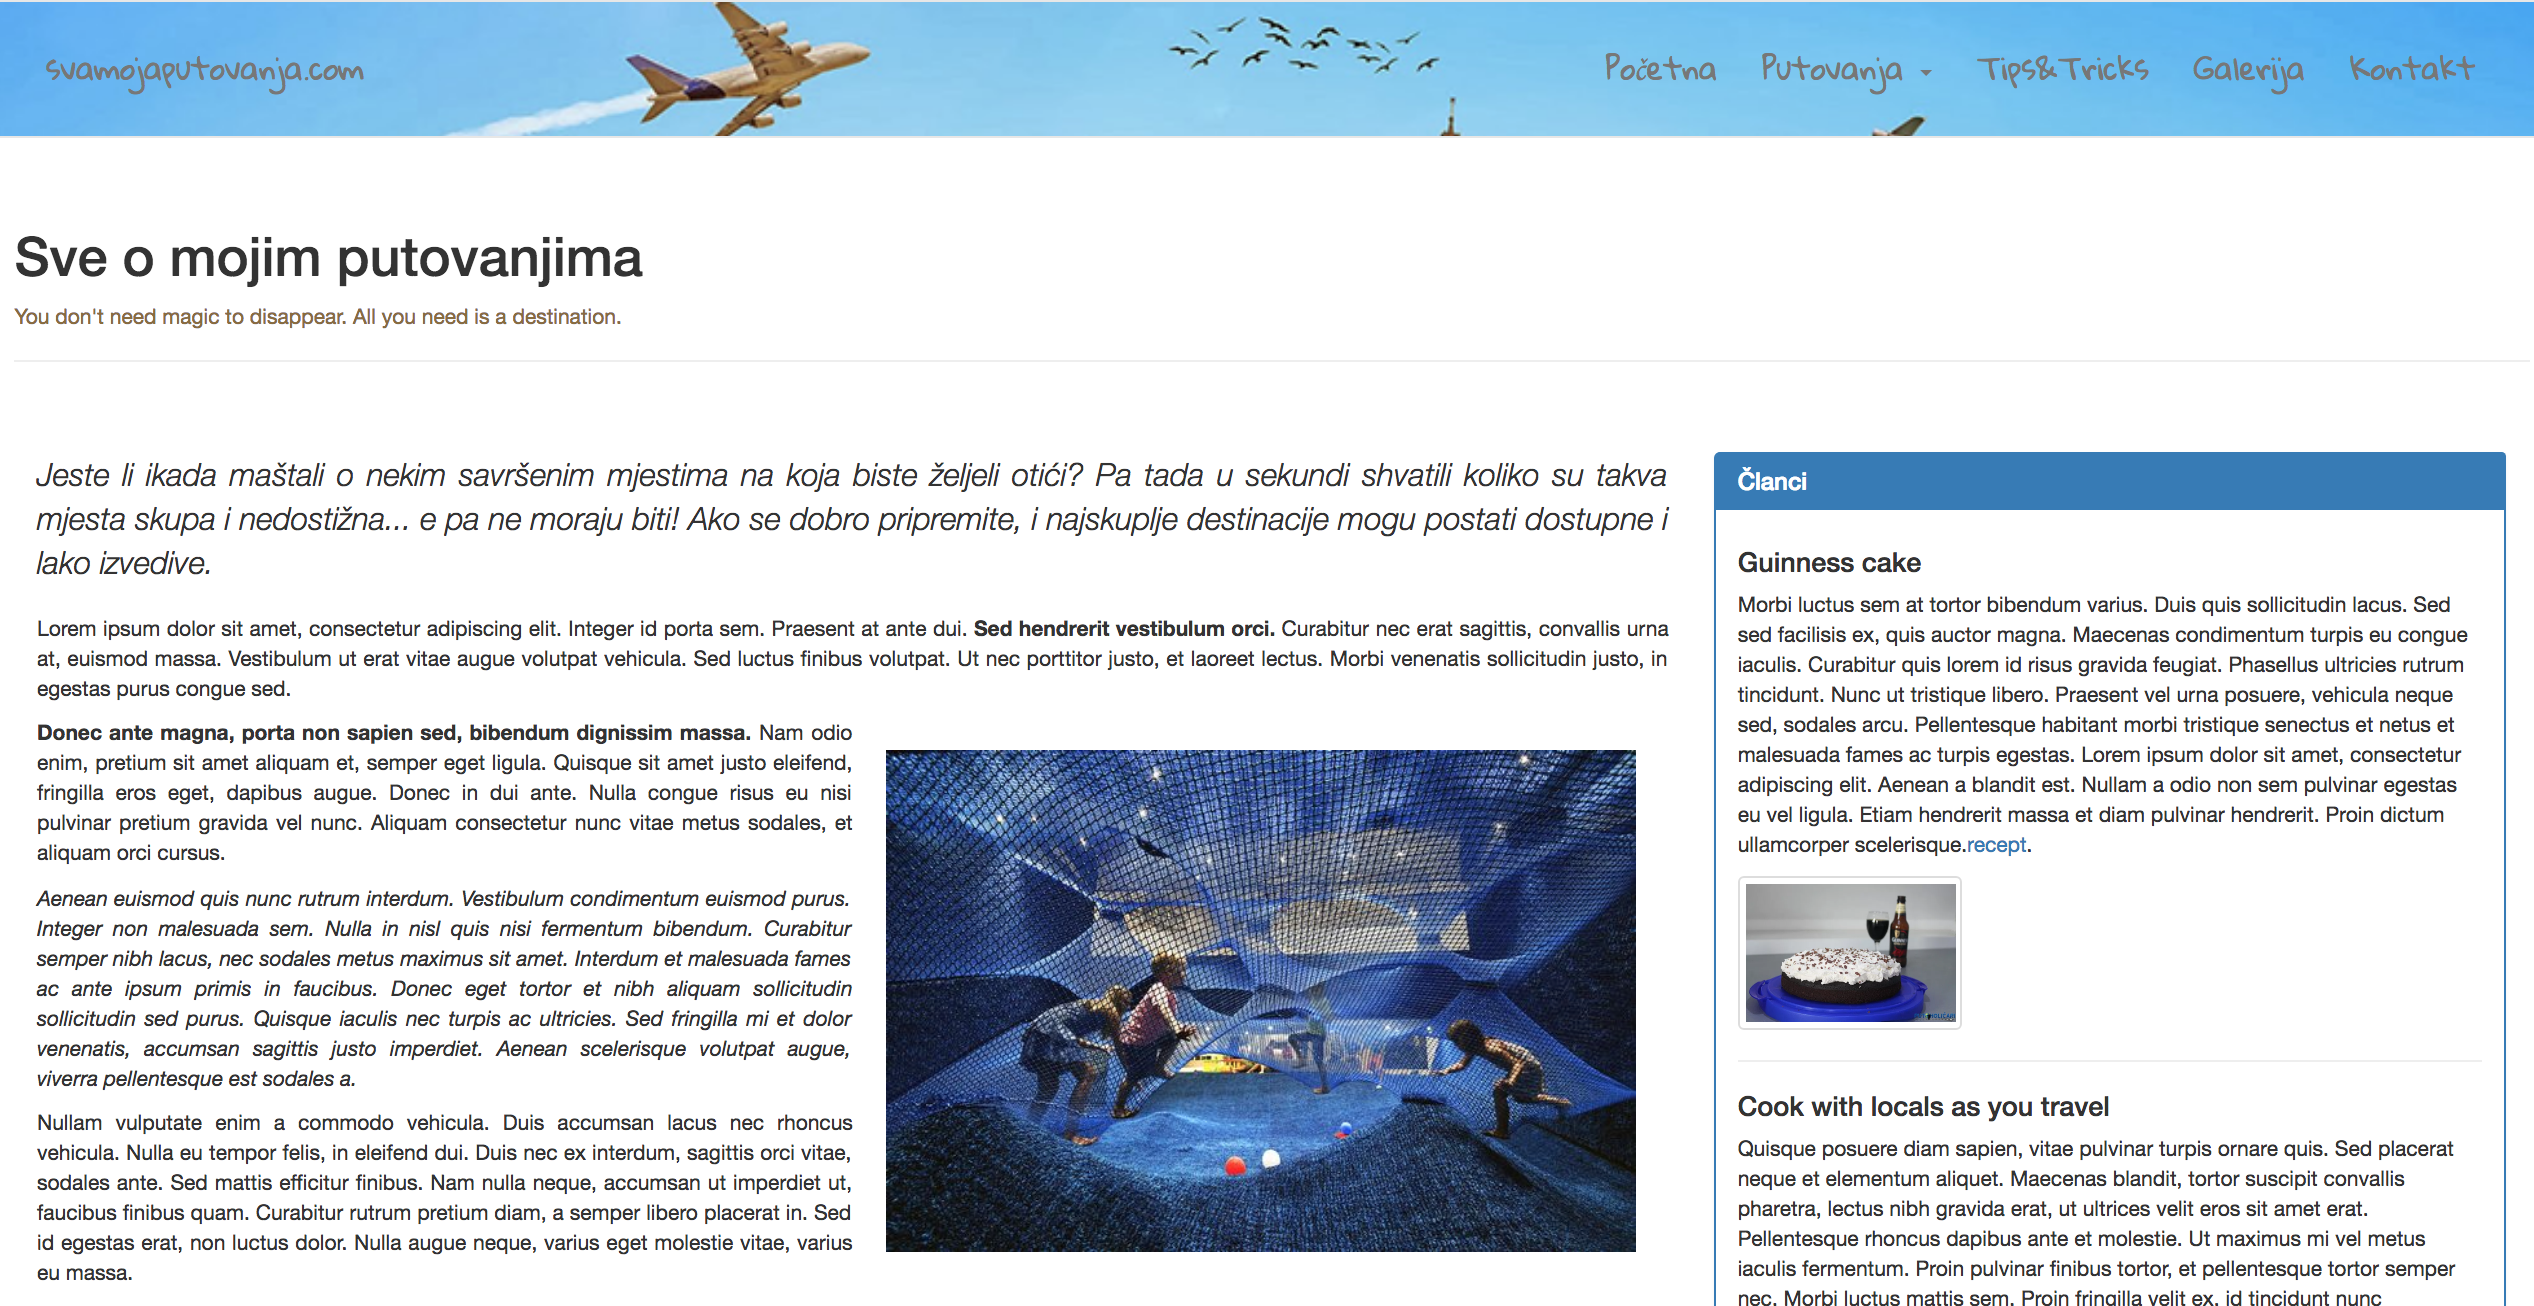 svamojaputovanja.com
Početna Putovanja Tips&Tricks Galerija Kontakt
Sve o mojim putovanjima
You don't need magic to disappear. All you need is a destination.
Jeste li ikada maštali o nekim savršenim mjestima na koja biste željeli otići? Pa tada u sekundi shvatili koliko su takva
mjesta skupa i nedostižna... e pa ne moraju biti! Ako se dobro pripremite, i najskuplje destinacije mogu postati dostupne i
lako izvedive.
Lorem ipsum dolor sit amet, consectetur adipiscing elit. Integer id porta sem. Praesent at ante dui. Sed hendrerit vestibulum orci. Curabitur nec erat sagittis, convallis urna
at, euismod massa. Vestibulum ut erat vitae augue volutpat vehicula. Sed luctus finibus volutpat. Ut nec porttitor justo, et laoreet lectus. Morbi venenatis sollicitudin justo, in
egestas purus congue sed.
Donec ante magna, porta non sapien sed, bibendum dignissim massa. Nam odio
enim, pretium sit amet aliquam et, semper eget ligula. Quisque sit amet justo eleifend,
fringilla eros eget, dapibus augue. Donec in dui ante. Nulla congue risus eu nisi
pulvinar pretium gravida vel nunc. Aliquam consectetur nunc vitae metus sodales, et
aliquam orci cursus.
Aenean euismod quis nunc rutrum interdum. Vestibulum condimentum euismod purus.
Integer non malesuada sem. Nulla in nisl quis nisi fermentum bibendum. Curabitur
semper nibh lacus, nec sodales metus maximus sit amet. Interdum et malesuada fames
ac ante ipsum primis in faucibus. Donec eget tortor et nibh aliquam sollicitudin
sollicitudin sed purus. Quisque iaculis nec turpis ac ultricies. Sed fringilla mi et dolor
venenatis, accumsan sagittis justo imperdiet. Aenean scelerisque volutpat augue,
viverra pellentesque est sodales a.
Nullam vulputate enim a commodo vehicula. Duis accumsan lacus nec rhoncus
vehicula. Nulla eu tempor felis, in eleifend dui. Duis nec ex interdum, sagittis orci vitae,
sodales ante. Sed mattis efficitur finibus. Nam nulla neque, accumsan ut imperdiet ut,
faucibus finibus quam. Curabitur rutrum pretium diam, a semper libero placerat in. Sed
id egestas erat, non luctus dolor. Nulla augue neque, varius eget molestie vitae, varius
eu massa.
Članci
Guinness cake
Morbi luctus sem at tortor bibendum varius. Duis quis sollicitudin lacus. Sed
sed facilisis ex, quis auctor magna. Maecenas condimentum turpis eu congue
iaculis. Curabitur quis lorem id risus gravida feugiat. Phasellus ultricies rutrum
tincidunt. Nunc ut tristique libero. Praesent vel urna posuere, vehicula neque
sed, sodales arcu. Pellentesque habitant morbi tristique senectus et netus et
malesuada fames ac turpis egestas. Lorem ipsum dolor sit amet, consectetur
adipiscing elit. Aenean a blandit est. Nullam a odio non sem pulvinar egestas
eu vel ligula. Etiam hendrerit massa et diam pulvinar hendrerit. Proin dictum
ullamcorper scelerisque.recept.
Cook with locals as you travel
Quisque posuere diam sapien, vitae pulvinar turpis ornare quis. Sed placerat
neque et elementum aliquet. Maecenas blandit, tortor suscipit convallis
pharetra, lectus nibh gravida erat, ut ultrices velit eros sit amet erat.
Pellentesque rhoncus dapibus ante et molestie. Ut maximus mi vel metus
iaculis fermentum. Proin pulvinar finibus tortor, et pellentesque tortor semper
nec. Morbi luctus mattis sem. Proin fringilla velit ex, id tincidunt nunc